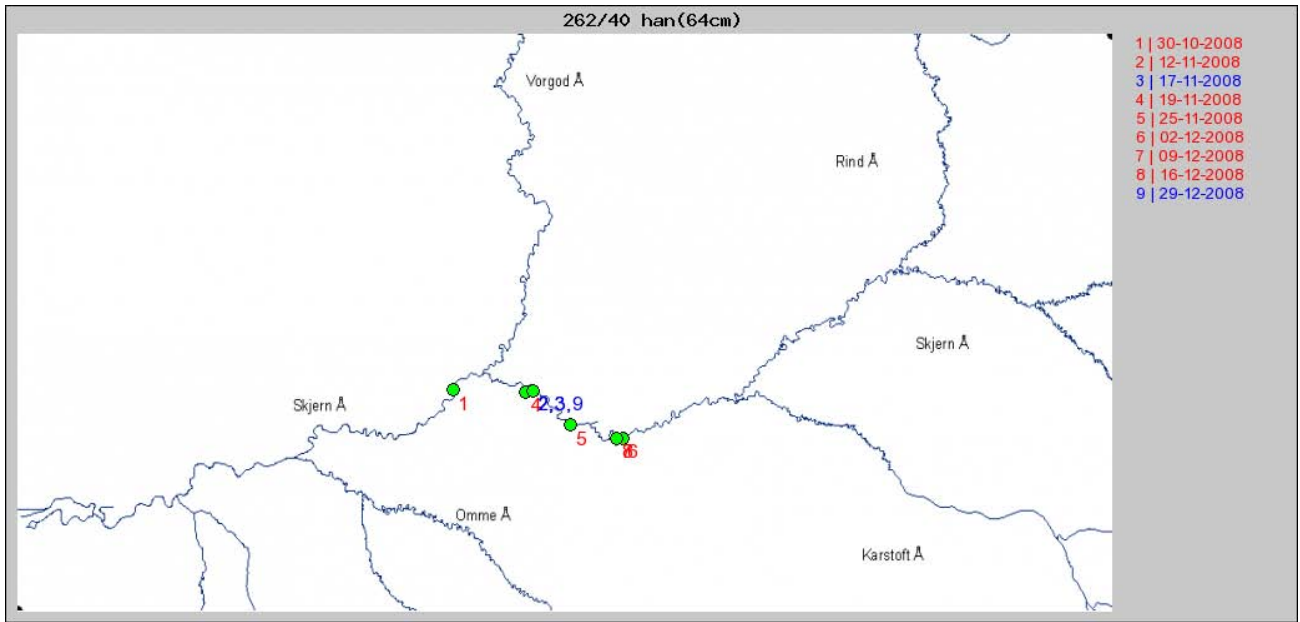 262/40 han(64cm)
1 | 30-10-2008
2 | 12-11-2008
3 | 17-11-2008
4 | 19-11-2008
5 | 25-11-2008
6 | 02-12-2008
7 | 09-12-2008
8 | 16-12-2008
9 | 29-12-2008
Vorgod Å
Rind Å
Skjern Å
Skjern Å
1
4
2,3,9
5
6
Omme Å
Karstoft Å